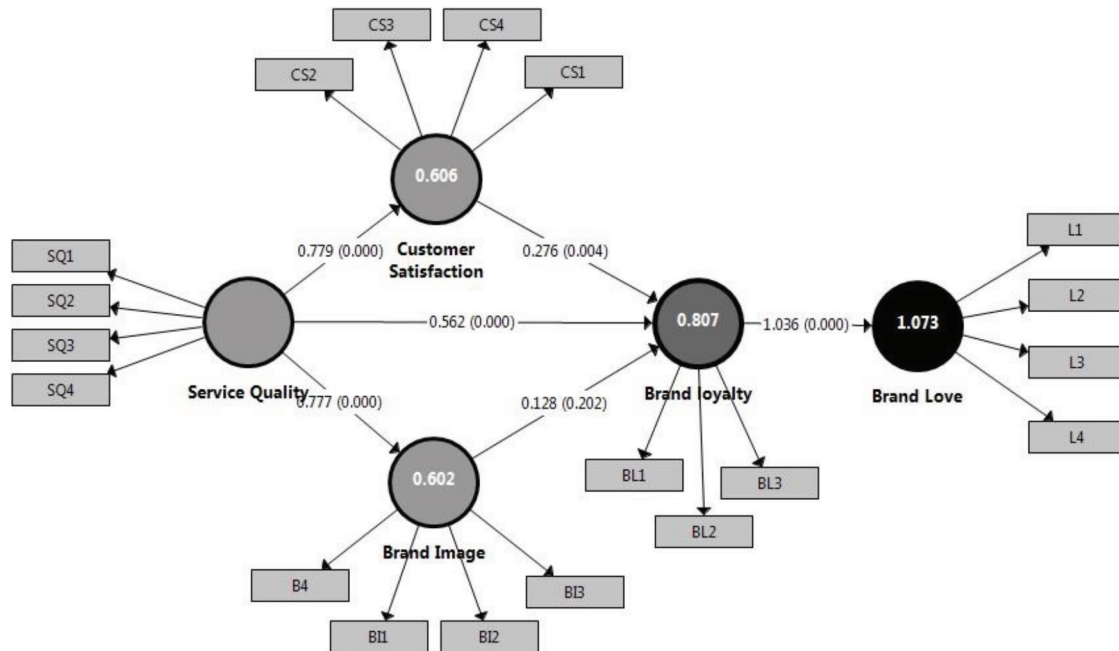 CS3
CS4
CS2
CS1
0.606
Customer
Satisfaction
0.779 (0.000)
0.276 (0.004)
SQ1
SQ2
SQ3
SQ4
Service Quality
0.562 (0.000)
0.807
Brand loyalty
1.036 (0.000)
1.073
Brand Love
L1
L2
L3
L4
0.777 (0.000)
0.128 (0.202)
BL1
BL2
BL3
0.602
Brand Image
B4
BI1
BI2
BI3